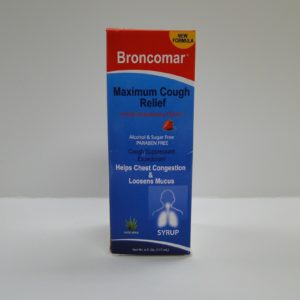 NEW
FORMULA
Broncomar
Maximum Cough
Relief
Alcohol & Sugar Free
PARABEN FREE
Cough Suppressant
Expectorant
Helps Chest Congestion
& Loosens Mucus
SYRUP